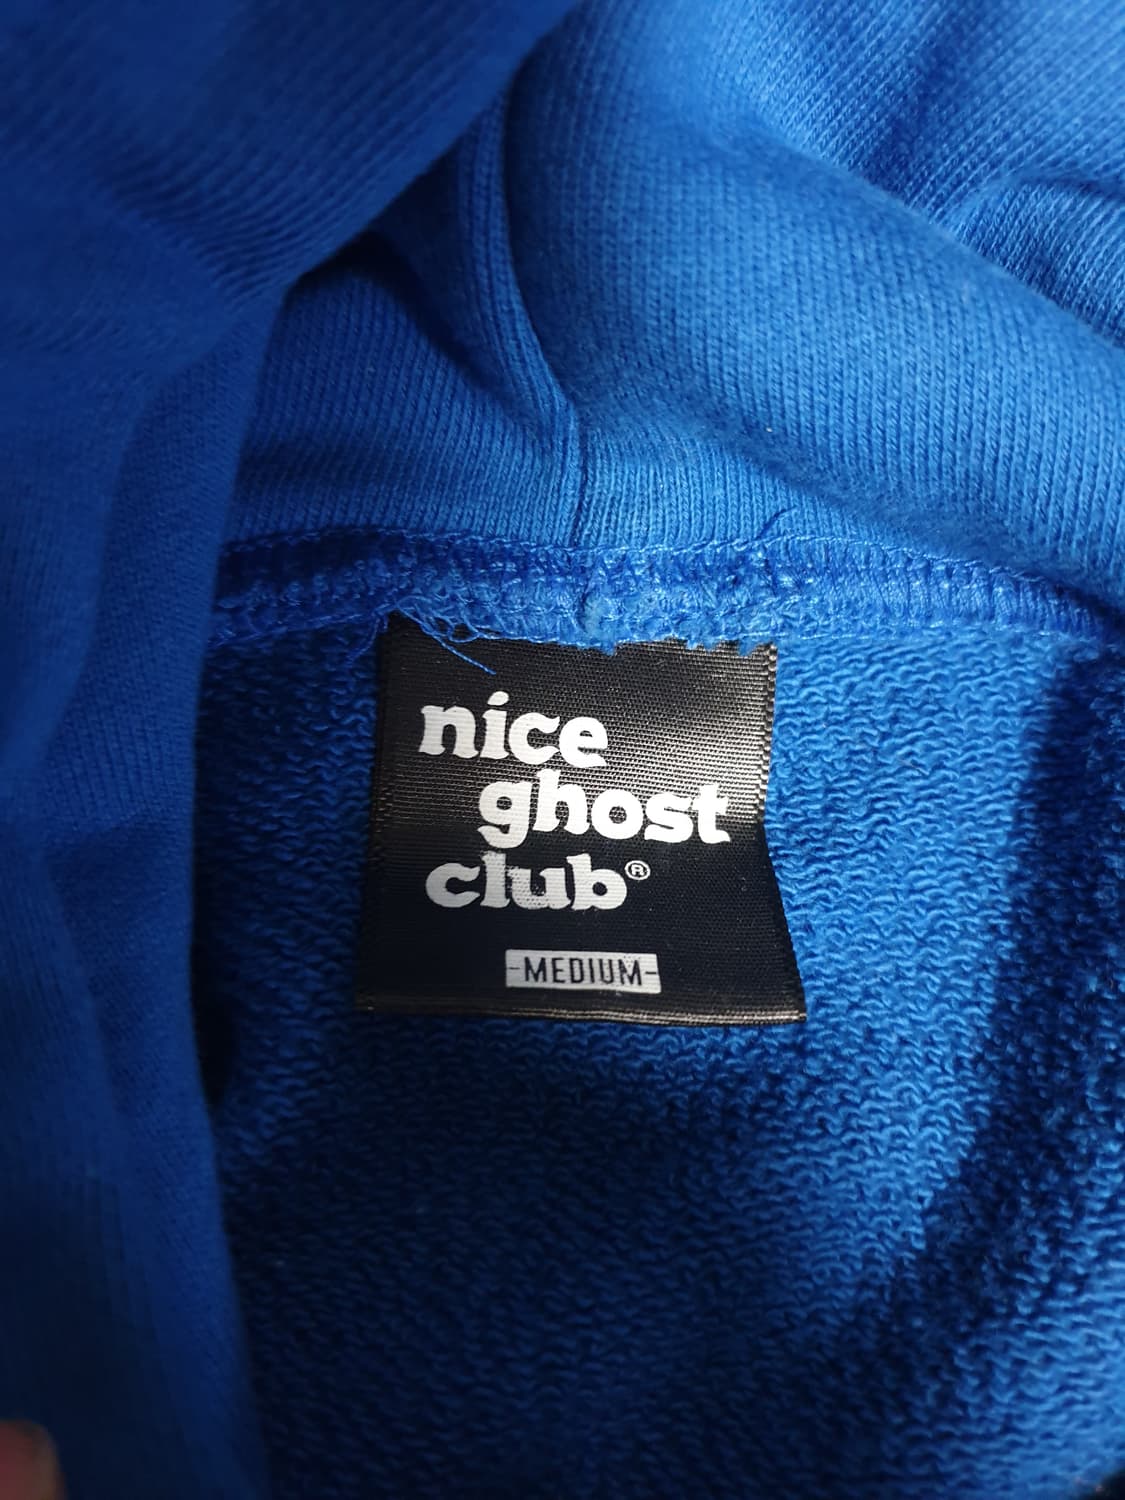 nice
ghost
club®
-MEDIUM-